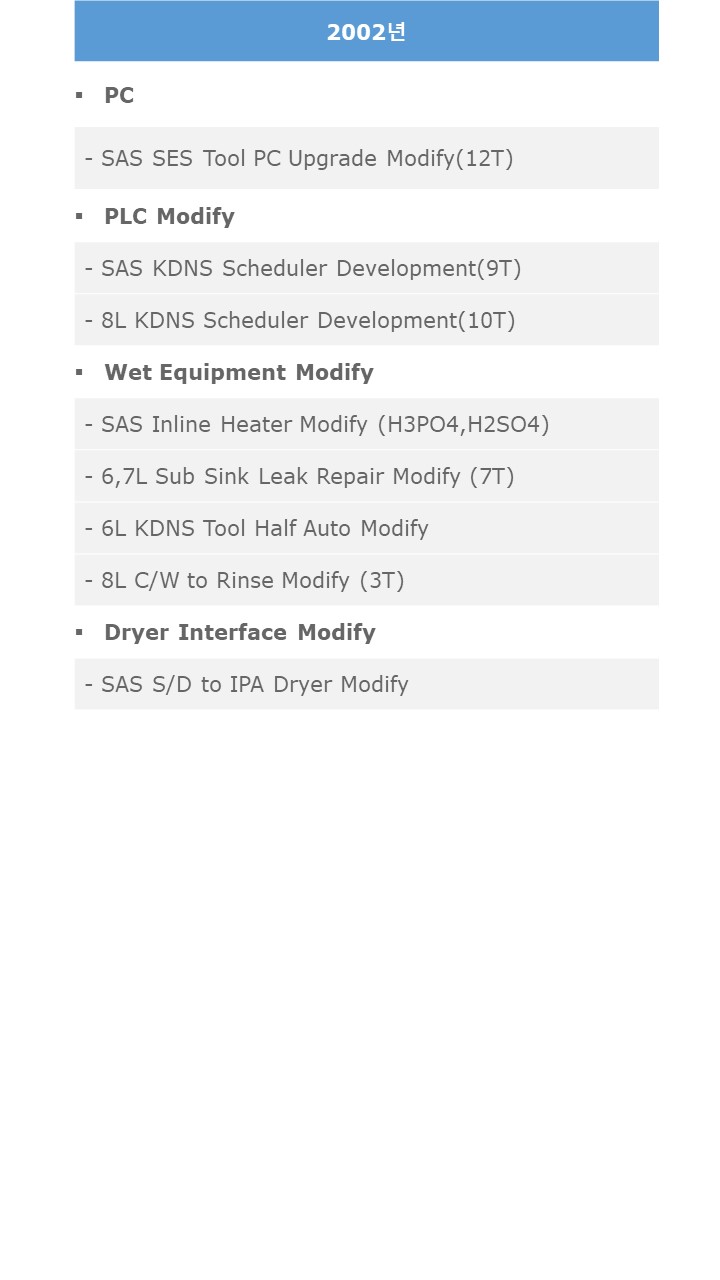 2002년
▪ PC
- SAS SES Tool PC Upgrade Modify(12T)
▪ PLC Modify
- SAS KDNS Scheduler Development(9T)
- 8L KDNS Scheduler Development(10T)
▪ Wet Equipment Modify
- SAS Inline Heater Modify (H3PO4,H2SO4)
- 6,7L Sub Sink Leak Repair Modify (7T)
- 6L KDNS Tool Half Auto Modify
- 8L C/W to Rinse Modify (3T)
▪ Dryer Interface Modify
- SAS S/D to IPA Dryer Modify